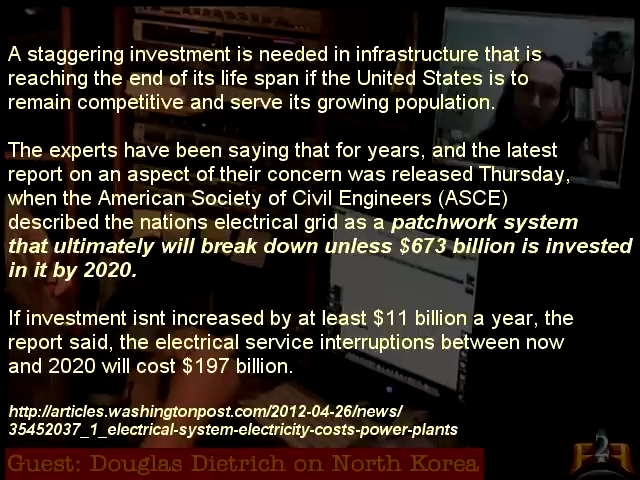 A staggering investment is needed in infrastructure that is
reaching the end of its life span if the United States is to
remain competitive and serve its growing population.
The experts have been saying that for years, and the latest
report on an aspect of their concern was released Thursday,
when the American Society of Civil Engineers (ASCE)
described the nations electrical grid as a patchwork system
that ultimately will break down unless $673 billion is invested
in it by 2020.
If investment isnt increased by at least $11 billion a year, the
report said, the electrical service interruptions between now
and 2020 will cost $197 billion.
http://articles.washingtonpost.com/2012-04-26/news/
35452037_1_electrical-system-electricity-costs-power-plants
Guest: Douglas Dietrich on North Korea
F2F